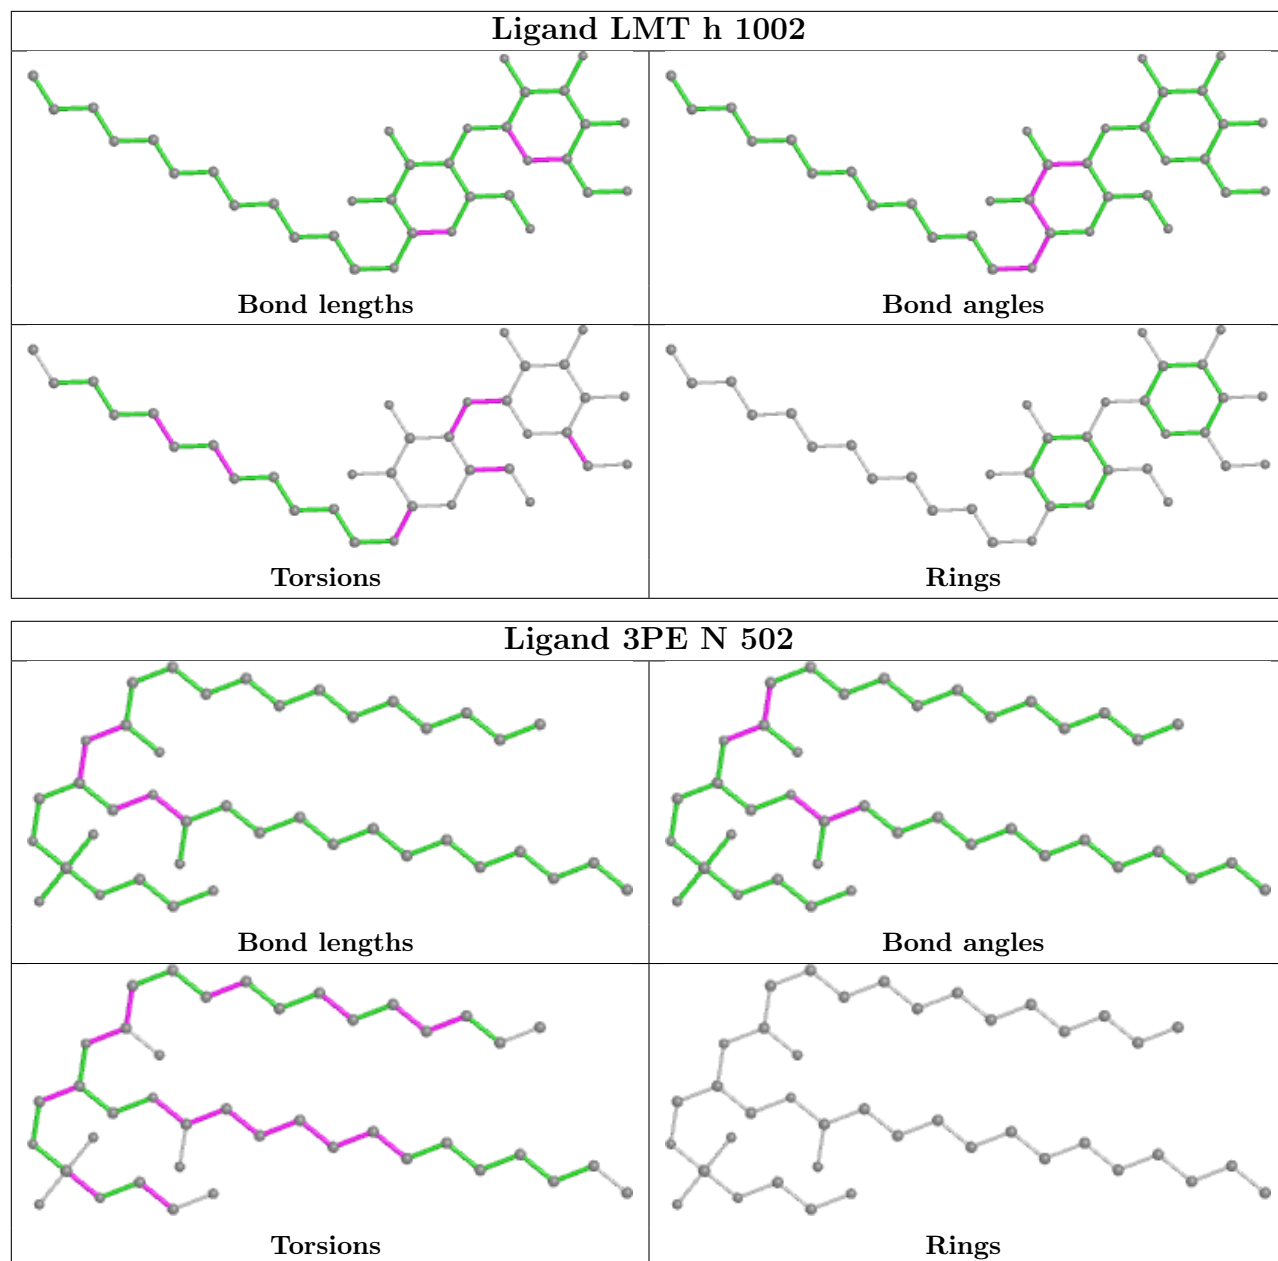 Ligand LMT h 1002
Bond lengths
Bond angles
Torsions
Rings
Ligand 3PE N 502
Bond lengths
Bond angles
Torsions
Rings